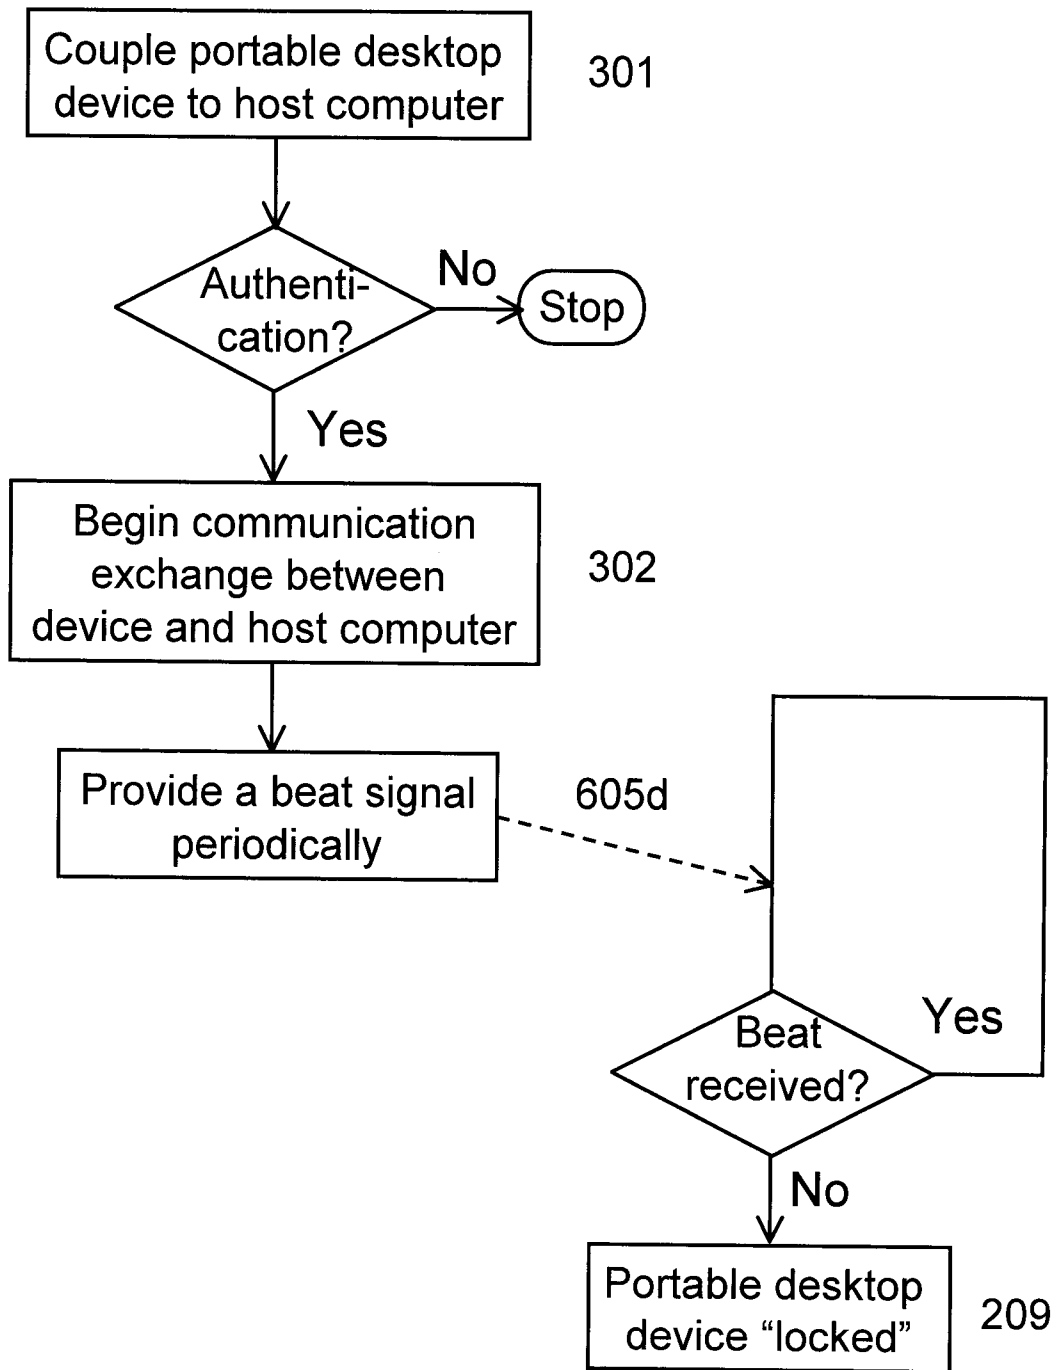 Couple portable desktop
device to host computer
301
Authenti-
cation?
No
Stop
Yes
Begin communication
exchange between
device and host computer
302
Provide a beat signal
periodically
605d
Beat
received?
Yes
No
Portable desktop
device “locked”
209